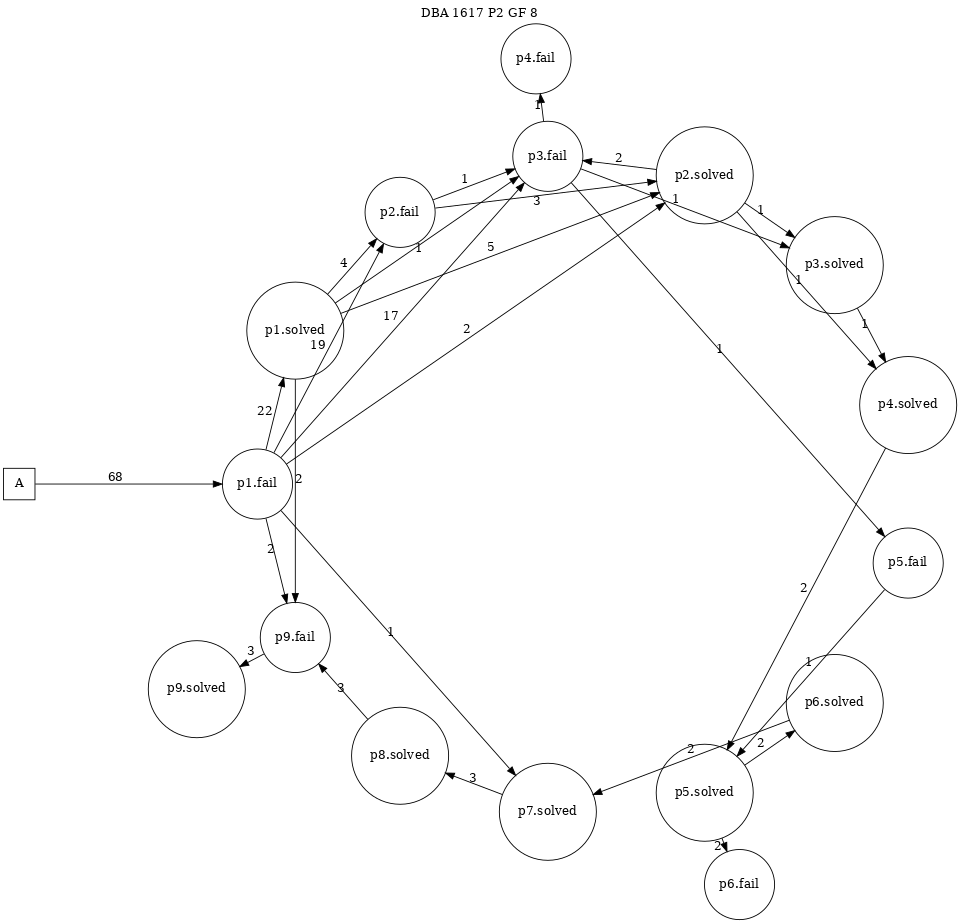 DBA 1617 P2 GF 8
p4.fail
1
p3.fail
2
p2.solved
1
p2.fail
3
1
1
p3.solved
4
1
5
1
p1.solved
19
17
2
1
1
22
p4.solved
A
68
p1.fail
2
2
p5.fail
2
1
p9.fail
3
p9.solved
3
p8.solved
3
p7.solved
1
p6.solved
2
2
p5.solved
2
p6.fail